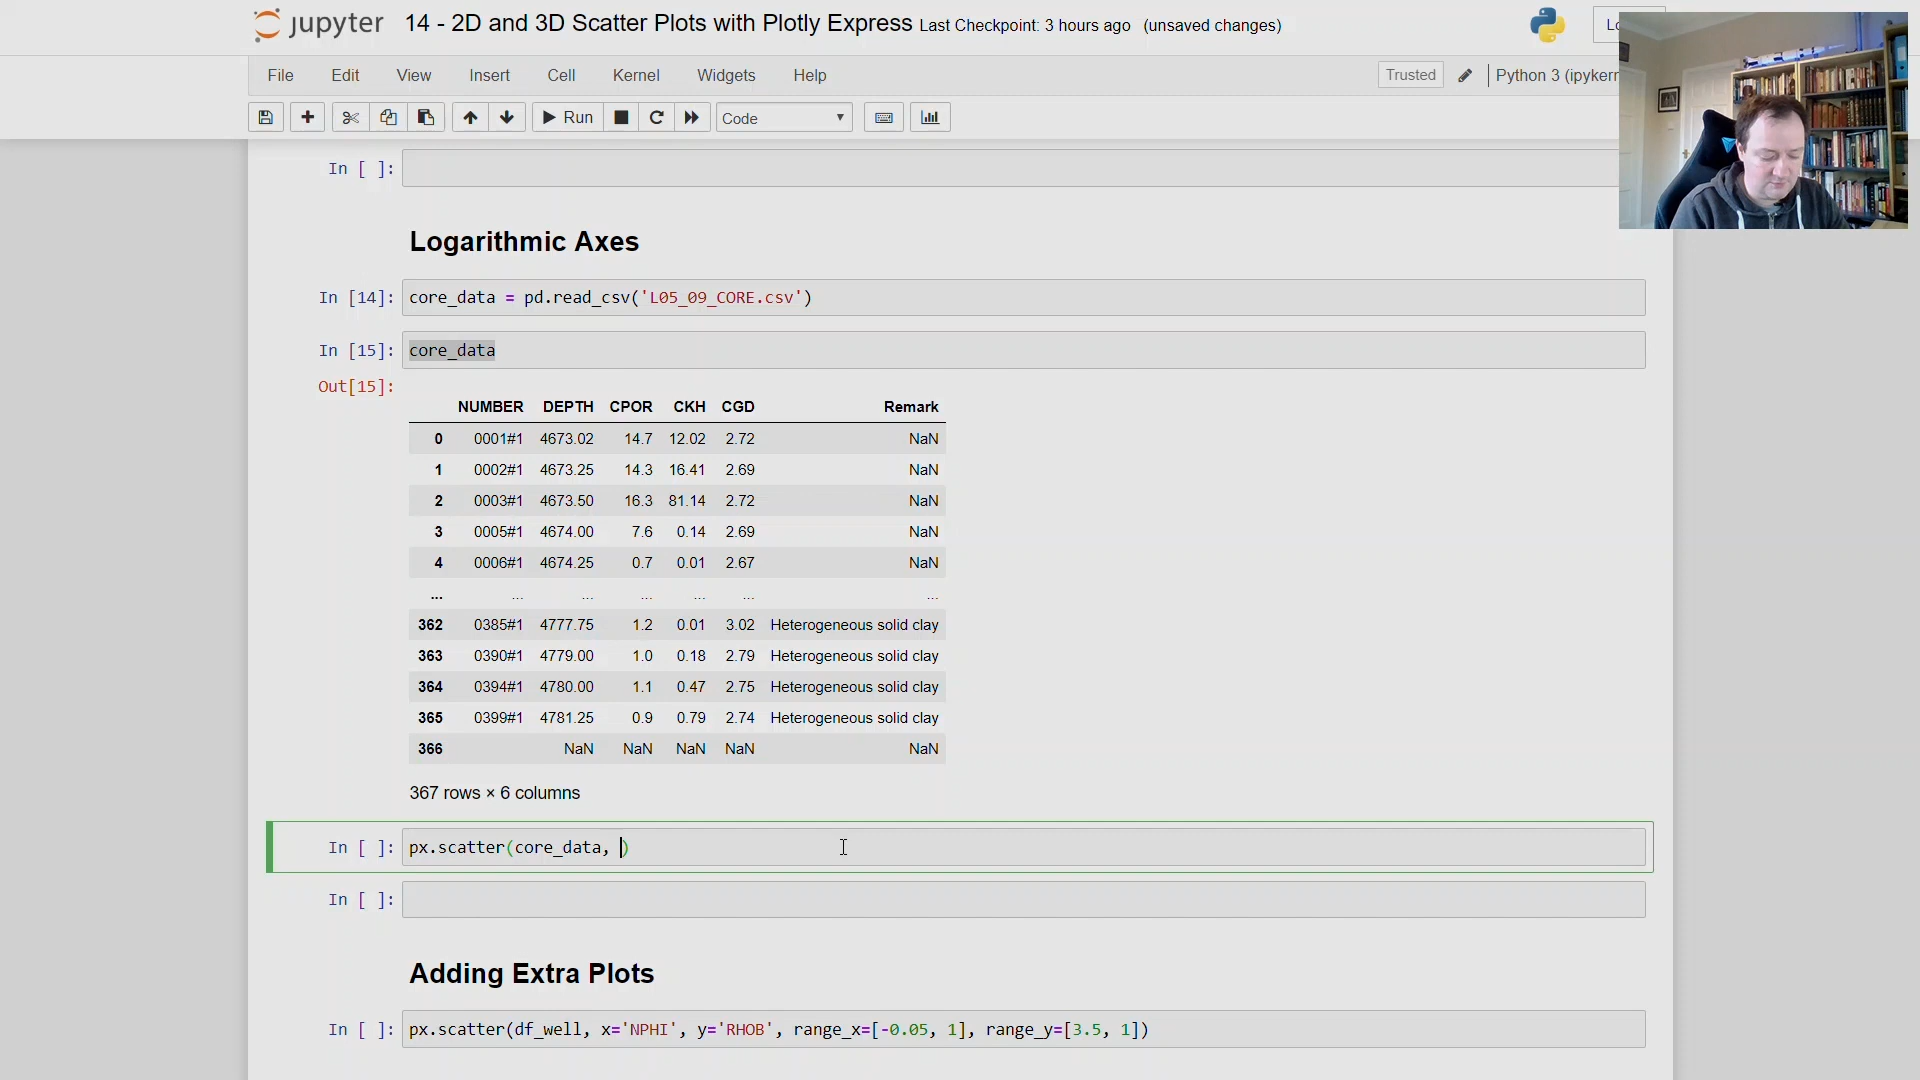 jupyter 14 - 2D and 3D Scatter Plots with Plotly Express Last Checkpoint: 3 hours ago (unsaved changes)
File Edit View Insert Cell Kernel Widgets Help Trusted Python 3 (ipykern
Run Code
In [ ]:
Logarithmic Axes
In [14]: core_data = pd.read_csv('L05_09_CORE.csv')
In [15]: core_data
Out[15]:
NUMBER DEPTH CPOR CKH CGD Remark
0 0001#1 4673.02 14.7 12.02 2.72 NaN
1 0002#1 4673.25 14.3 16.41 2.69 NaN
2 0003#1 4673.50 16.3 81.14 2.72 NaN
3 0005#1 4674.00 7.6 0.14 2.69 NaN
4 0006#1 4674.25 0.7 0.01 2.67 NaN
... ... ... ... ... ... ...
362 0385#1 4777.75 1.2 0.01 3.02 Heterogeneous solid clay
363 0390#1 4779.00 1.0 0.18 2.79 Heterogeneous solid clay
364 0394#1 4780.00 1.1 0.47 2.75 Heterogeneous solid clay
365 0399#1 4781.25 0.9 0.79 2.74 Heterogeneous solid clay
366 NaN NaN NaN NaN NaN
367 rows × 6 columns
In [ ]: px.scatter(core_data, )
In [ ]:
Adding Extra Plots
In [ ]: px.scatter(df_well, x='NPHI', y='RHOB', range_x=[-0.05, 1], range_y=[3.5, 1])